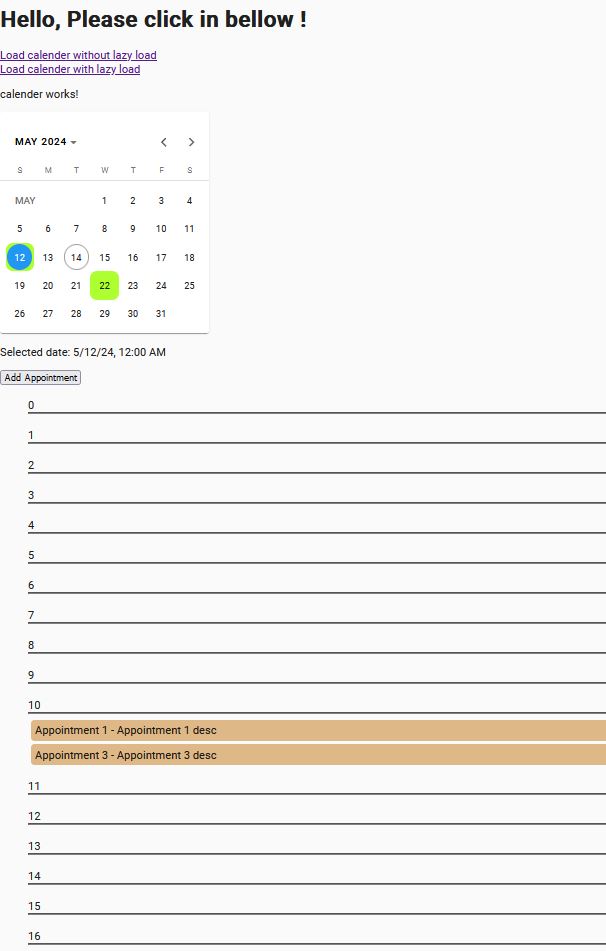 Hello, Please click in bellow !
Load calender without lazy load
Load calender with lazy load
calender works!
MAY 2024
S M T W T F S
MAY 1 2 3 4
5 6 7 8 9 10 11
12 13 14 15 16 17 18
19 20 21 22 23 24 25
26 27 28 29 30 31
Selected date: 5/12/24, 12:00 AM
Add Appointment
0
1
2
3
4
5
6
7
8
9
10
Appointment 1 - Appointment 1 desc
Appointment 3 - Appointment 3 desc
11
12
13
14
15
16